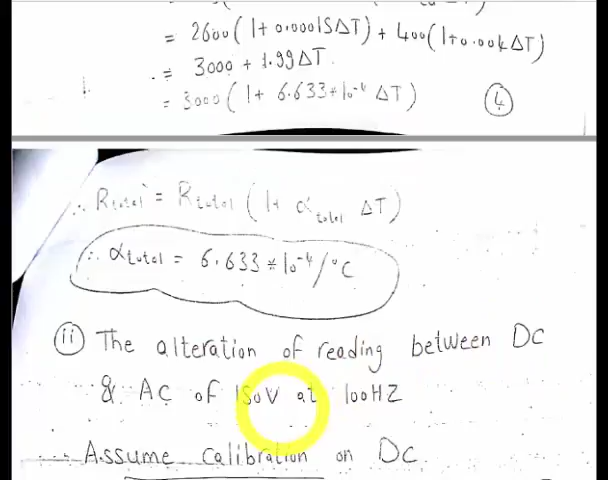 = 2600 ( 1+ 0.00015ΔT) + 400(1+0.004ΔT)
∴ = 3000 + 1.99ΔT.
= 3000 ( 1+ 6.633*10⁻⁴ ΔT) ④
∴ Rtotal' = Rtotal ( 1+ αtotal ΔT)
∴ αtotal = 6.633 * 10⁻⁴/°C
ⅱ The alteration of reading between DC
& AC of 150V at 100HZ
Assume calibration on DC.